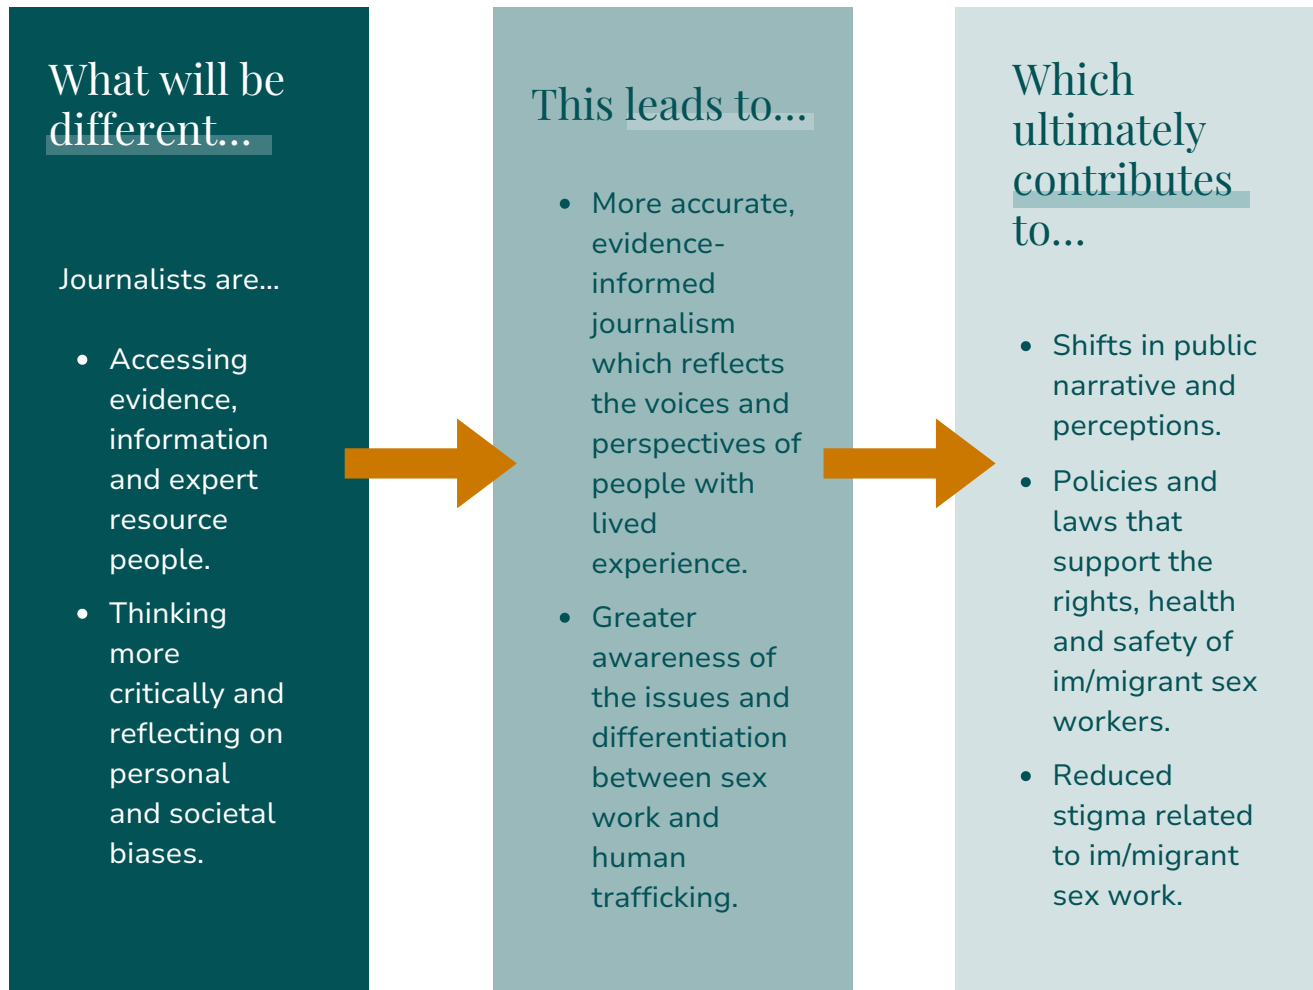 What will be
different...
Journalists are...
• Accessing
evidence,
information
and expert
resource
people.
• Thinking
more
critically and
reflecting on
personal
and societal
biases.
This leads to...
• More accurate,
evidence-
informed
journalism
which reflects
the voices and
perspectives of
people with
lived
experience.
• Greater
awareness of
the issues and
differentiation
between sex
work and
human
trafficking.
Which
ultimately
contributes
to...
• Shifts in public
narrative and
perceptions.
• Policies and
laws that
support the
rights, health
and safety of
im/migrant sex
workers.
• Reduced
stigma related
to im/migrant
sex work.